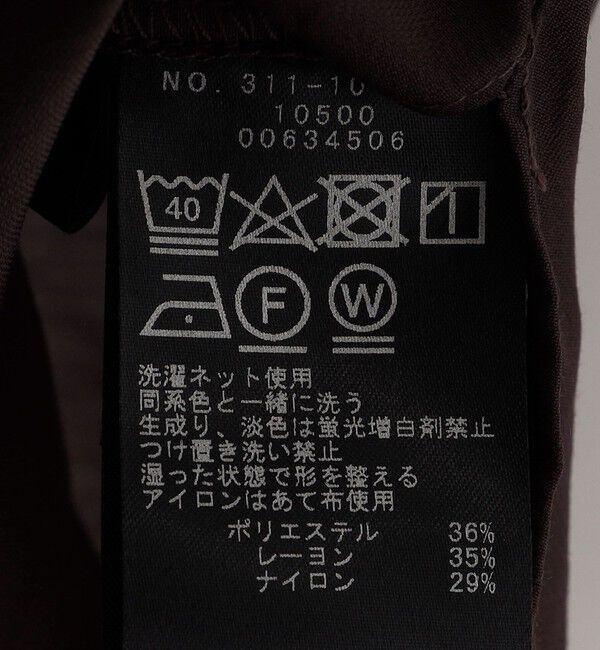 NO. 311-10
10500
00634506
40
F W
洗濯ネット使用
同系色と一緒に洗う
生成り、淡色は蛍光増白剤禁止
つけ置き洗い禁止
湿った状態で形を整える
アイロンはあて布使用
ポリエステル 36%
レーヨン 35%
ナイロン 29%